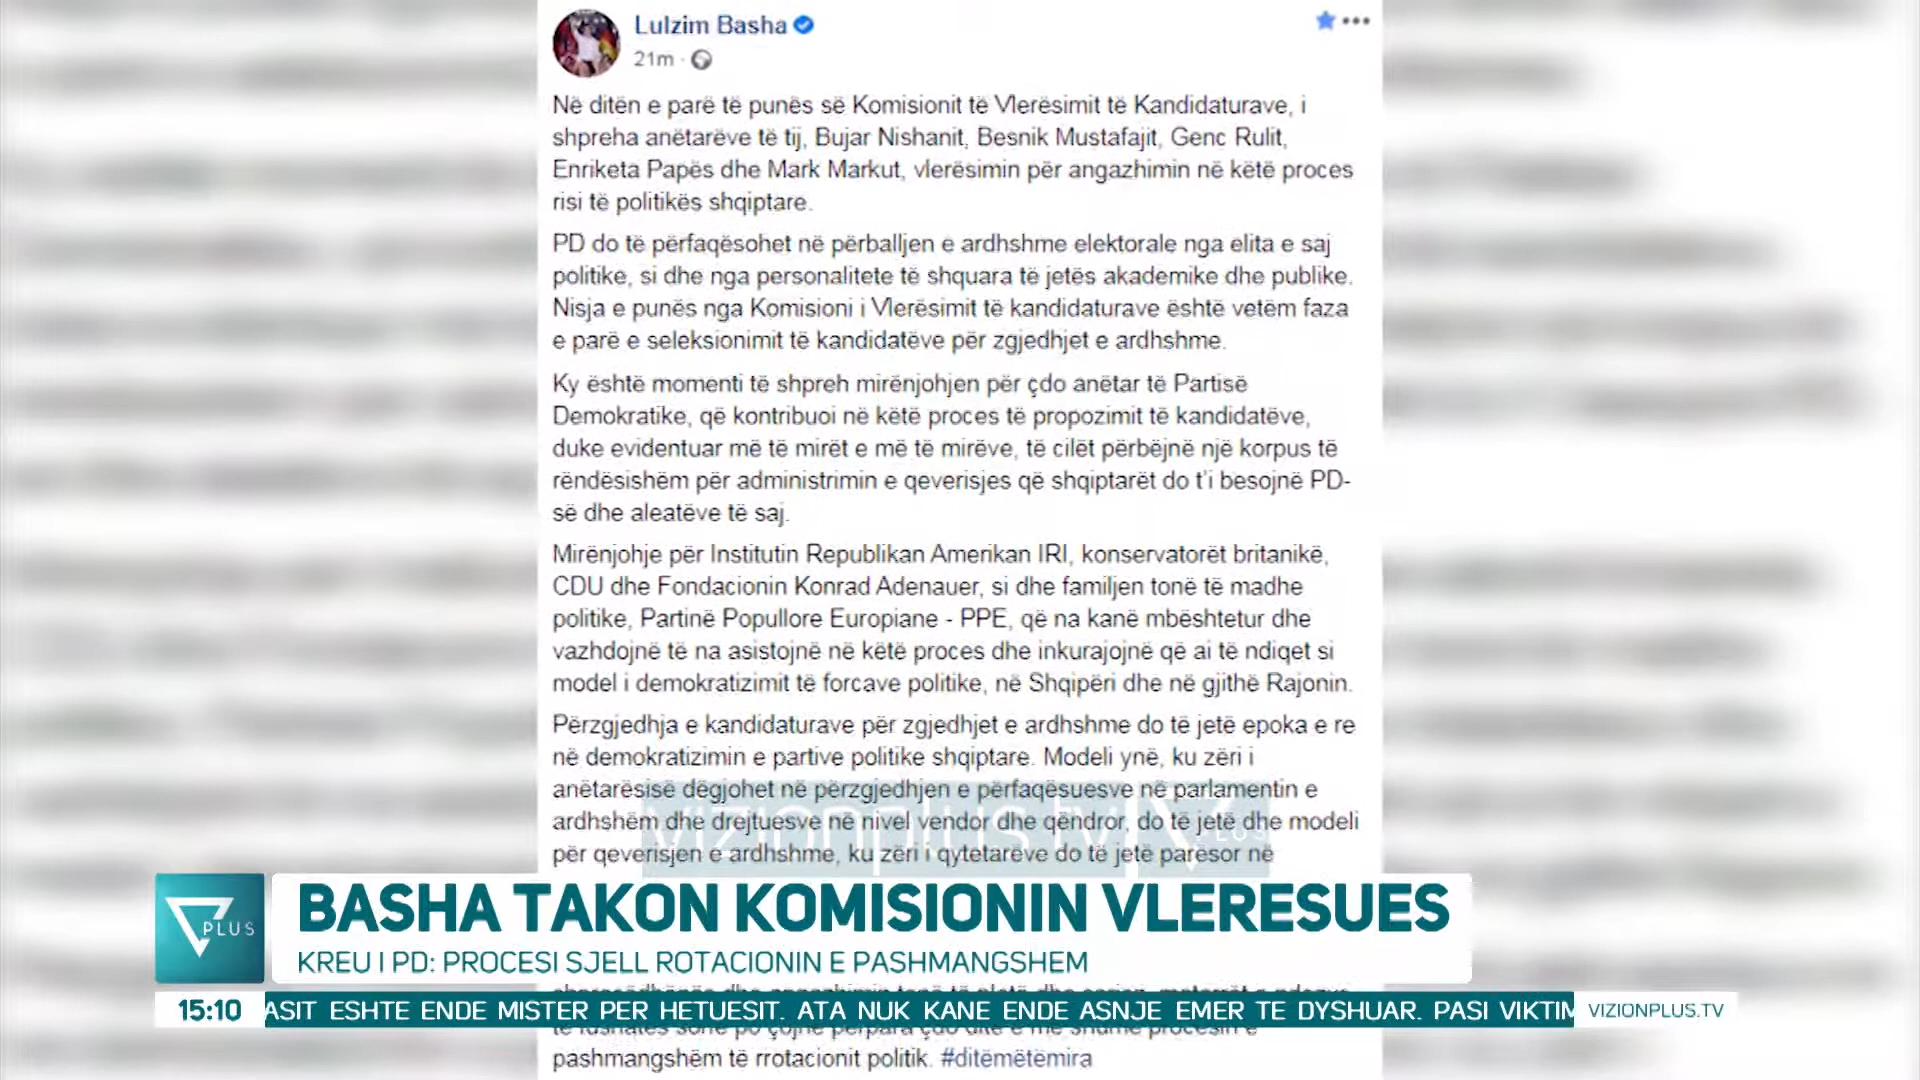 Lulzim Basha
21m ·
Në ditën e parë të punës së Komisionit të Vlerësimit të Kandidaturave, i
shpreha anëtarëve të tij, Bujar Nishanit, Besnik Mustafajit, Genc Rulit,
Enriketa Papës dhe Mark Markut, vlerësimin për angazhimin në këtë proces
risi të politikës shqiptare.
PD do të përfaqësohet në përballjen e ardhshme elektorale nga elita e saj
politike, si dhe nga personalitete të shquara të jetës akademike dhe publike.
Nisja e punës nga Komisioni i Vlerësimit të kandidaturave është vetëm faza
e parë e seleksionimit të kandidatëve për zgjedhjet e ardhshme.
Ky është momenti të shpreh mirënjohjen për çdo anëtar të Partisë
Demokratike, që kontribuoi në këtë proces të propozimit të kandidatëve,
duke evidentuar më të mirët e më të mirëve, të cilët përbëjnë një korpus të
rëndësishëm për administrimin e qeverisjes që shqiptarët do t'i besojnë PD-
së dhe aleatëve të saj.
Mirënjohje për Institutin Republikan Amerikan IRI, konservatorët britanikë,
CDU dhe Fondacionin Konrad Adenauer, si dhe familjen tonë të madhe
politike, Partinë Popullore Europiane - PPE, që na kanë mbështetur dhe
vazhdojnë të na asistojnë në këtë proces dhe inkurajojnë që ai të ndiqet si
model i demokratizimit të forcave politike, në Shqipëri dhe në gjithë Rajonin.
Përzgjedhja e kandidaturave për zgjedhjet e ardhshme do të jetë epoka e re
në demokratizimin e partive politike shqiptare. Modeli ynë, ku zëri i
anëtarësisë dëgjohet në përzgjedhjen e përfaqësuesve në parlamentin e
ardhshëm dhe drejtuesve në nivel vendor dhe qëndror, do të jetë dhe modeli
për qeverisjen e ardhshme, ku zëri i qytetarëve do të jetë parësor në
vizionplus.tv PLUS
PLUS
BASHA TAKON KOMISIONIN VLERESUES
KREU I PD: PROCESI SJELL ROTACIONIN E PASHMANGSHEM
15:10 ASIT ESHTE ENDE MISTER PER HETUESIT. ATA NUK KANE ENDE ASNJE EMER TE DYSHUAR. PASI VIKTIM VIZIONPLUS.TV
pashmangshëm të rrotacionit politik. #ditëmëtëmira